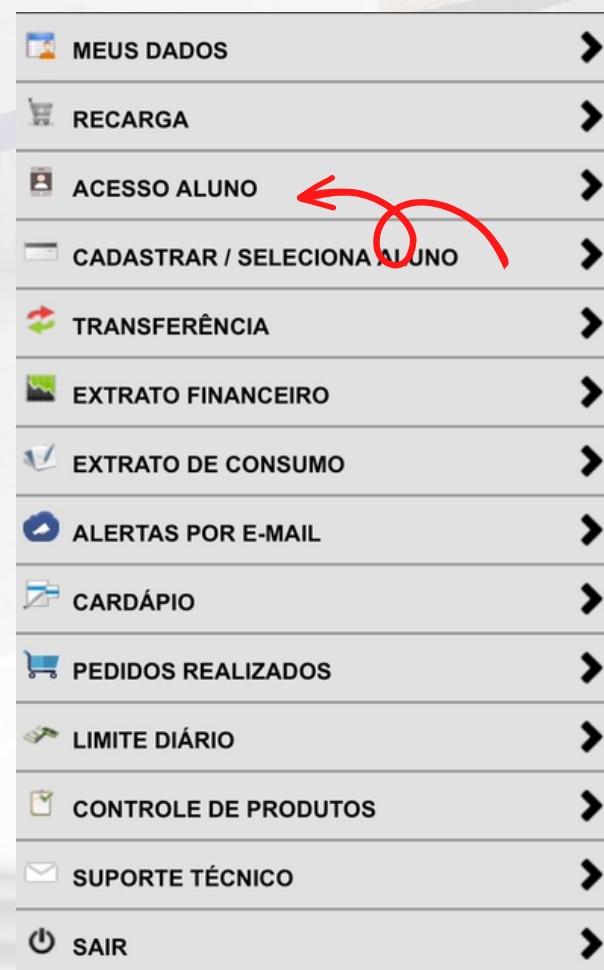 MEUS DADOS
RECARGA
ACESSO ALUNO
CADASTRAR / SELECIONA ALUNO
TRANSFERÊNCIA
EXTRATO FINANCEIRO
EXTRATO DE CONSUMO
ALERTAS POR E-MAIL
CARDÁPIO
PEDIDOS REALIZADOS
LIMITE DIÁRIO
CONTROLE DE PRODUTOS
SUPORTE TÉCNICO
SAIR